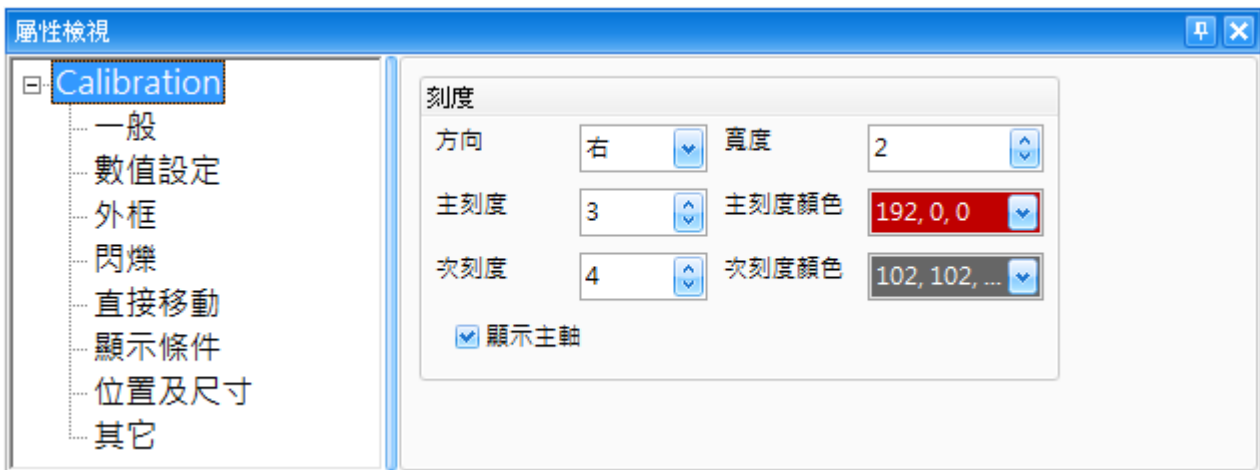 屬性檢視
Calibration
一般
數值設定
外框
閃爍
直接移動
顯示條件
位置及尺寸
其它
刻度
方向 右 寬度 2
主刻度 3 主刻度顏色 192, 0, 0
次刻度 4 次刻度顏色 102, 102, ...
顯示主軸